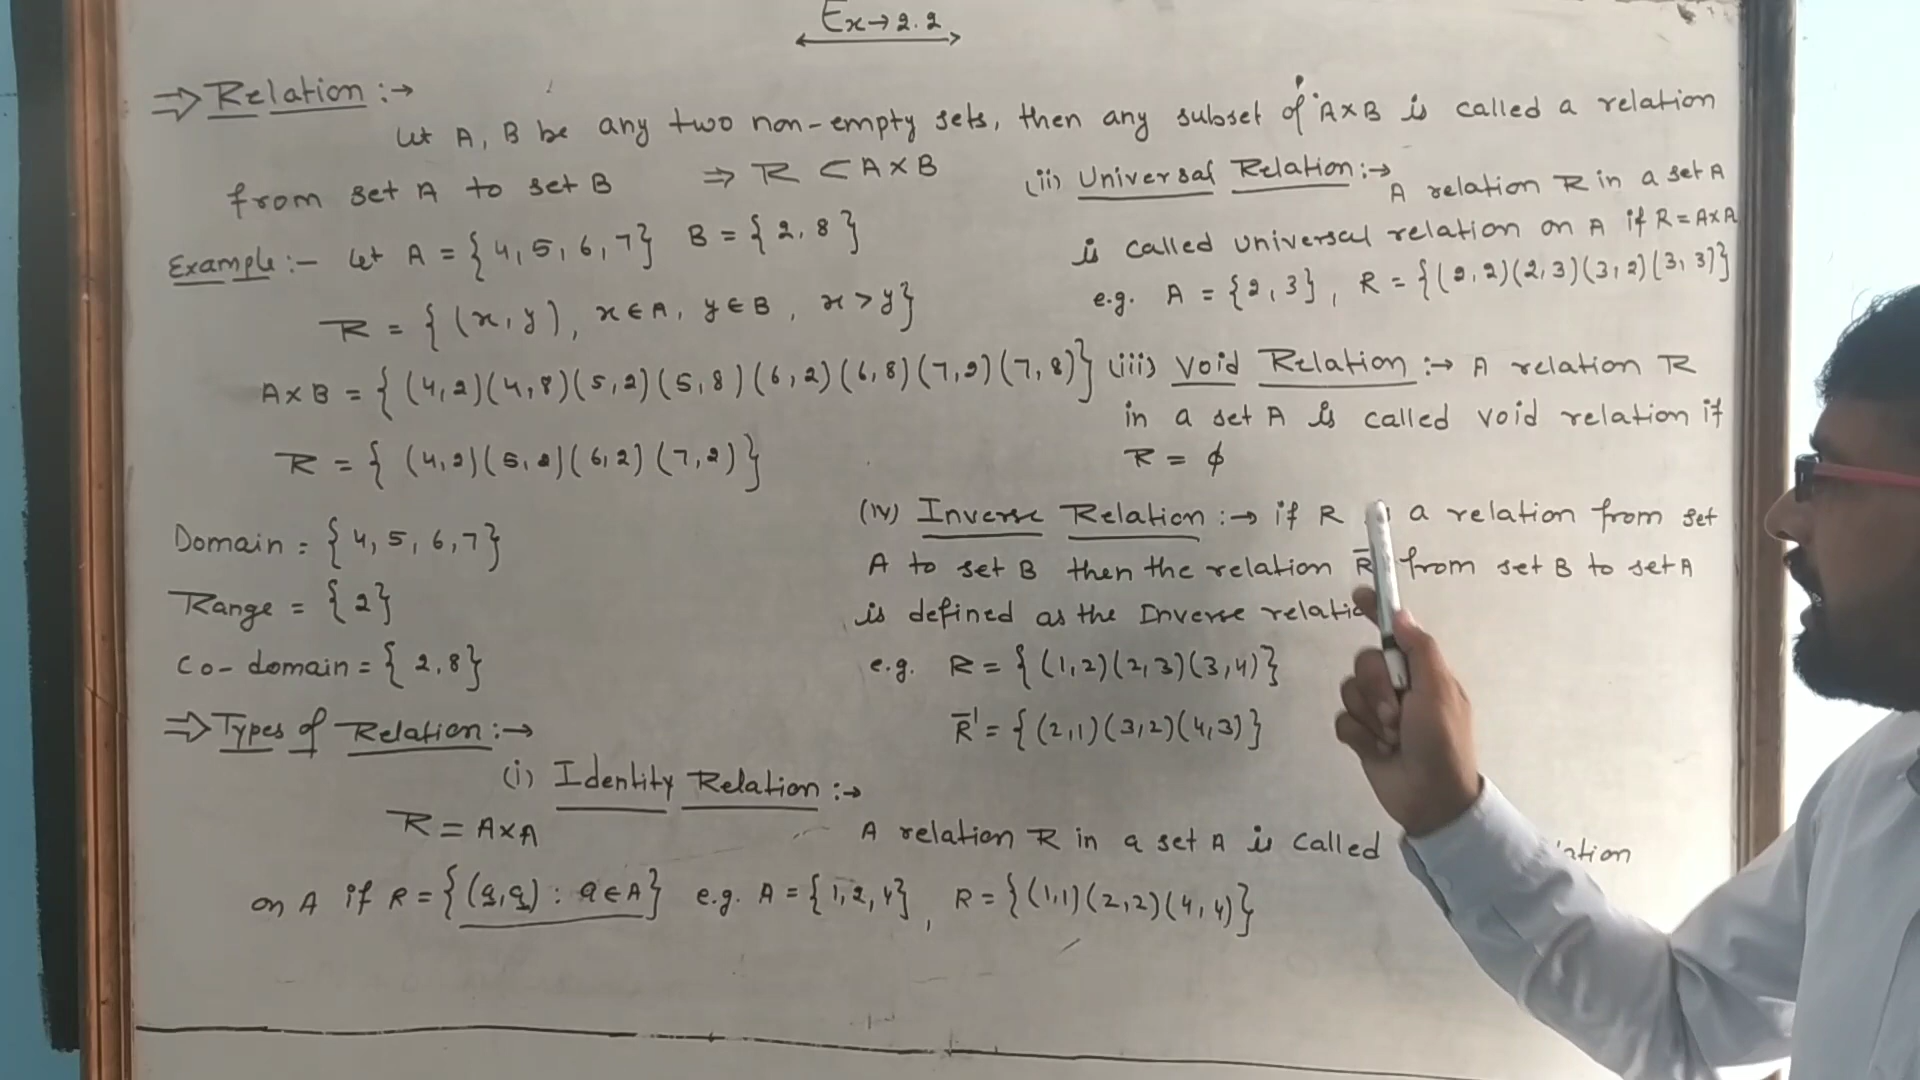 Ex→2.2
⇒ Relation :→
Let A, B be any two non-empty sets, then any subset of A×B is called a relation
from set A to set B ⇒ R ⊂ A×B
Example :- Let A = {4, 5, 6, 7} B = {2, 8}
R = {(x, y), x∈A, y∈B, x > y}
A×B = {(4,2)(4,8)(5,2)(5,8)(6,2)(6,8)(7,2)(7,8)}
R = {(4,2)(5,2)(6,2)(7,2)}
Domain = {4, 5, 6, 7}
Range = {2}
Co-domain = {2, 8}
⇒ Types of Relation :→
(i) Identity Relation :→
R = A×A
A relation R in a set A is called ation
on A if R = {(a,a) : a∈A} e.g. A = {1, 2, 4}, R = {(1,1)(2,2)(4,4)}
(ii) Universal Relation :→ A relation R in a set A
is called universal relation on A if R = A×A
e.g. A = {2, 3}, R = {(2,2)(2,3)(3,2)(3,3)}
(iii) Void Relation :→ A relation R
in a set A is called void relation if
R = ϕ
(iv) Inverse Relation :→ if R a relation from set
A to set B then the relation R̄ from set B to set A
is defined as the Inverse relatio
e.g. R = {(1,2)(2,3)(3,4)}
R⁻¹ = {(2,1)(3,2)(4,3)}